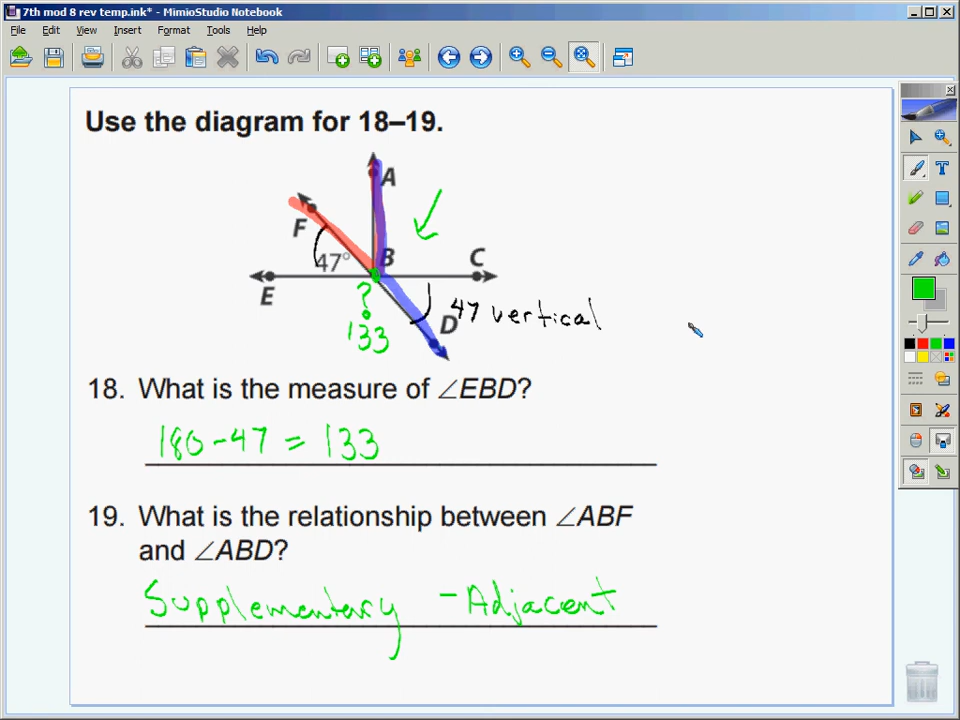 7th mod 8 rev temp.ink* - MimioStudio Notebook
File Edit View Insert Format Tools Help
Use the diagram for 18–19.
A
F
47°
B
C
E
?
D
47 vertical
133
18. What is the measure of ∠EBD?
180-47 = 133
19. What is the relationship between ∠ABF
and ∠ABD?
Supplementary - Adjacent
T